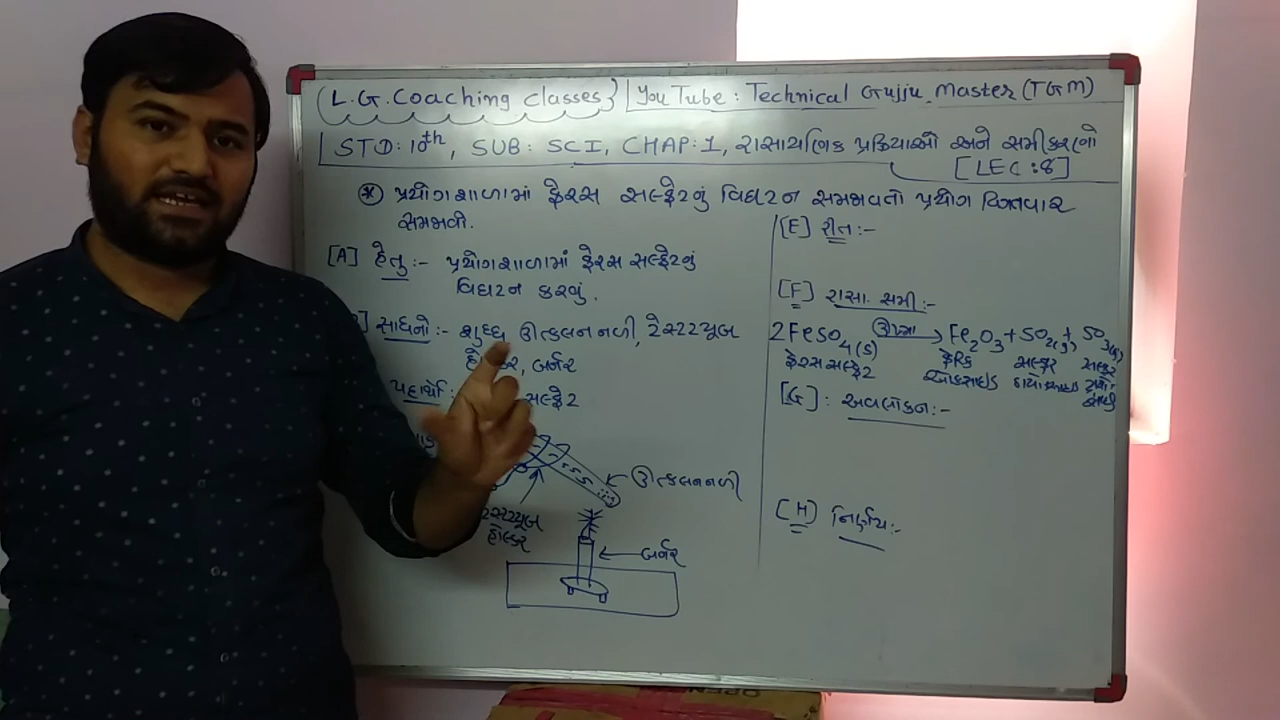 L.G. Coaching Classes | YouTube : Technical Gujju Master (TGM)
STD: 10th, SUB: SCI, CHAP: 1, રાસાયણિક પ્રક્રિયાઓ અને સમીકરણો
[LEC:8]
* પ્રયોગશાળામાં ફેરસ સલ્ફેટનું વિઘટન સમજાવતો પ્રયોગ વિગતવાર
સમજાવો.
[A] હેતુ :- પ્રયોગશાળામાં ફેરસ સલ્ફેટનું
વિઘટન કરવું.
સાધનો :- શુધ્ધ ઉત્કલનનળી, ટેસ્ટટ્યૂબ
બર્નર
પદાર્થો :
સલ્ફેટ
ઉત્કલનનળી
ટેસ્ટટ્યૂબ
હોલ્ડર
બર્નર
[E] રીત :-
[F] રાસા. સમી :-
2FeSO4(s) ઊષ્મા → Fe2O3 + SO2(g) + SO3(g)
ફેરસ સલ્ફેટ ફેરિક સલ્ફર સલ્ફર
ઓક્સાઇડ ડાયોક્સાઇડ
[G] : અવલોકન :-
[H] નિર્ણય :-